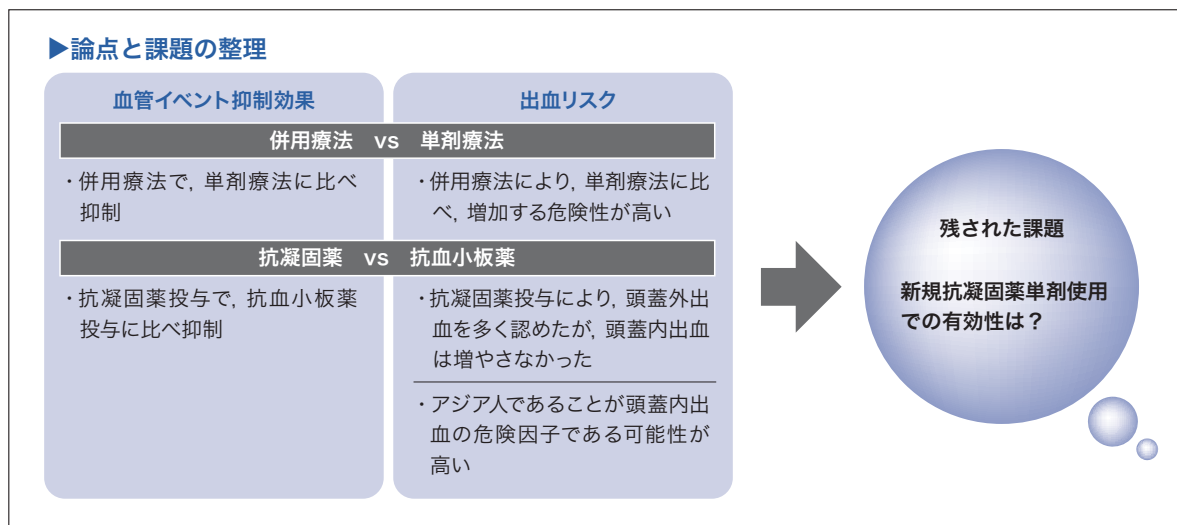 ▶論点と課題の整理
血管イベント抑制効果
出血リスク
併用療法 vs 単剤療法
・併用療法で, 単剤療法に比べ
抑制
・併用療法により, 単剤療法に比
べ, 増加する危険性が高い
抗凝固薬 vs 抗血小板薬
・抗凝固薬投与で, 抗血小板薬
投与に比べ抑制
・抗凝固薬投与により, 頭蓋外出
血を多く認めたが, 頭蓋内出血
は増やさなかった
・アジア人であることが頭蓋内出
血の危険因子である可能性が
高い
残された課題
新規抗凝固薬単剤使用
での有効性は？